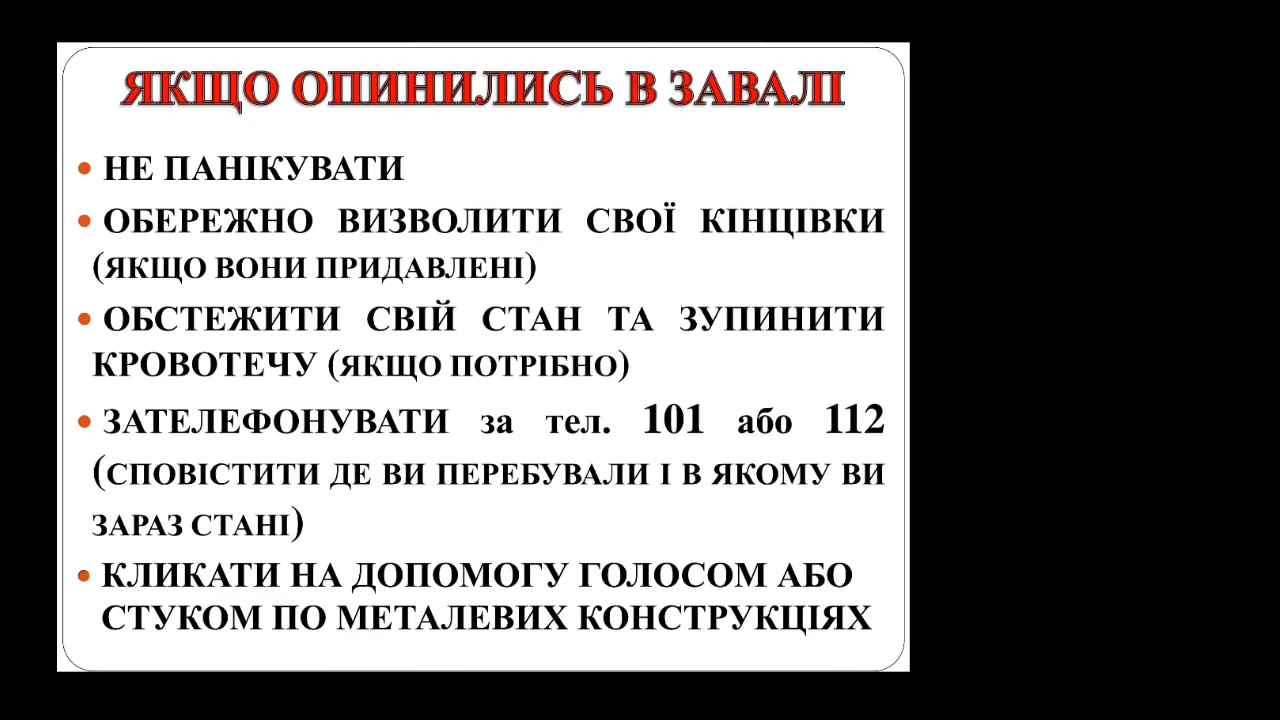 ЯКЩО ОПИНИЛИСЬ В ЗАВАЛІ
• НЕ ПАНІКУВАТИ
• ОБЕРЕЖНО ВИЗВОЛИТИ СВОЇ КІНЦІВКИ
(ЯКЩО ВОНИ ПРИДАВЛЕНІ)
• ОБСТЕЖИТИ СВІЙ СТАН ТА ЗУПИНИТИ
КРОВОТЕЧУ (ЯКЩО ПОТРІБНО)
• ЗАТЕЛЕФОНУВАТИ за тел. 101 або 112
(СПОВІСТИТИ ДЕ ВИ ПЕРЕБУВАЛИ І В ЯКОМУ ВИ
ЗАРАЗ СТАНІ)
• КЛИКАТИ НА ДОПОМОГУ ГОЛОСОМ АБО
СТУКОМ ПО МЕТАЛЕВИХ КОНСТРУКЦІЯХ